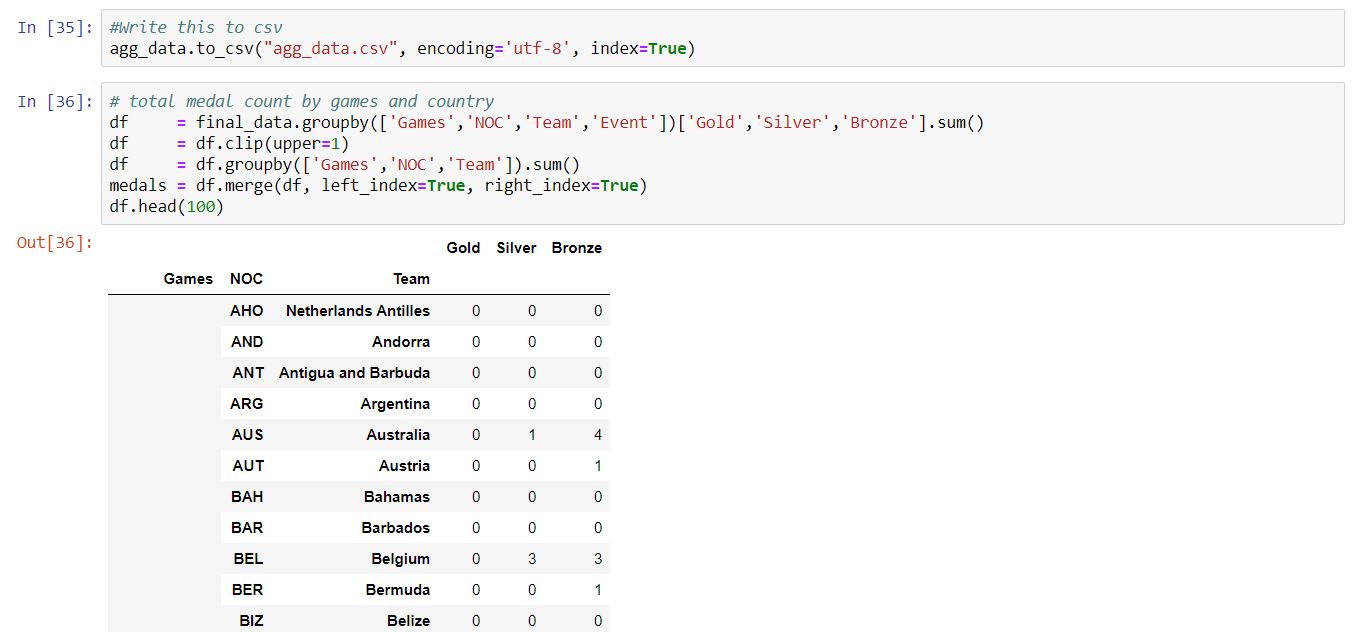 In [35]: #Write this to csv
agg_data.to_csv("agg_data.csv", encoding='utf-8', index=True)
In [36]: # total medal count by games and country
df     = final_data.groupby(['Games','NOC','Team','Event'])['Gold','Silver','Bronze'].sum()
df     = df.clip(upper=1)
df     = df.groupby(['Games','NOC','Team']).sum()
medals = df.merge(df, left_index=True, right_index=True)
df.head(100)
Out[36]:
Gold Silver Bronze
Games NOC Team
AHO Netherlands Antilles 0 0 0
AND Andorra 0 0 0
ANT Antigua and Barbuda 0 0 0
ARG Argentina 0 0 0
AUS Australia 0 1 4
AUT Austria 0 0 1
BAH Bahamas 0 0 0
BAR Barbados 0 0 0
BEL Belgium 0 3 3
BER Bermuda 0 0 1
BIZ Belize 0 0 0